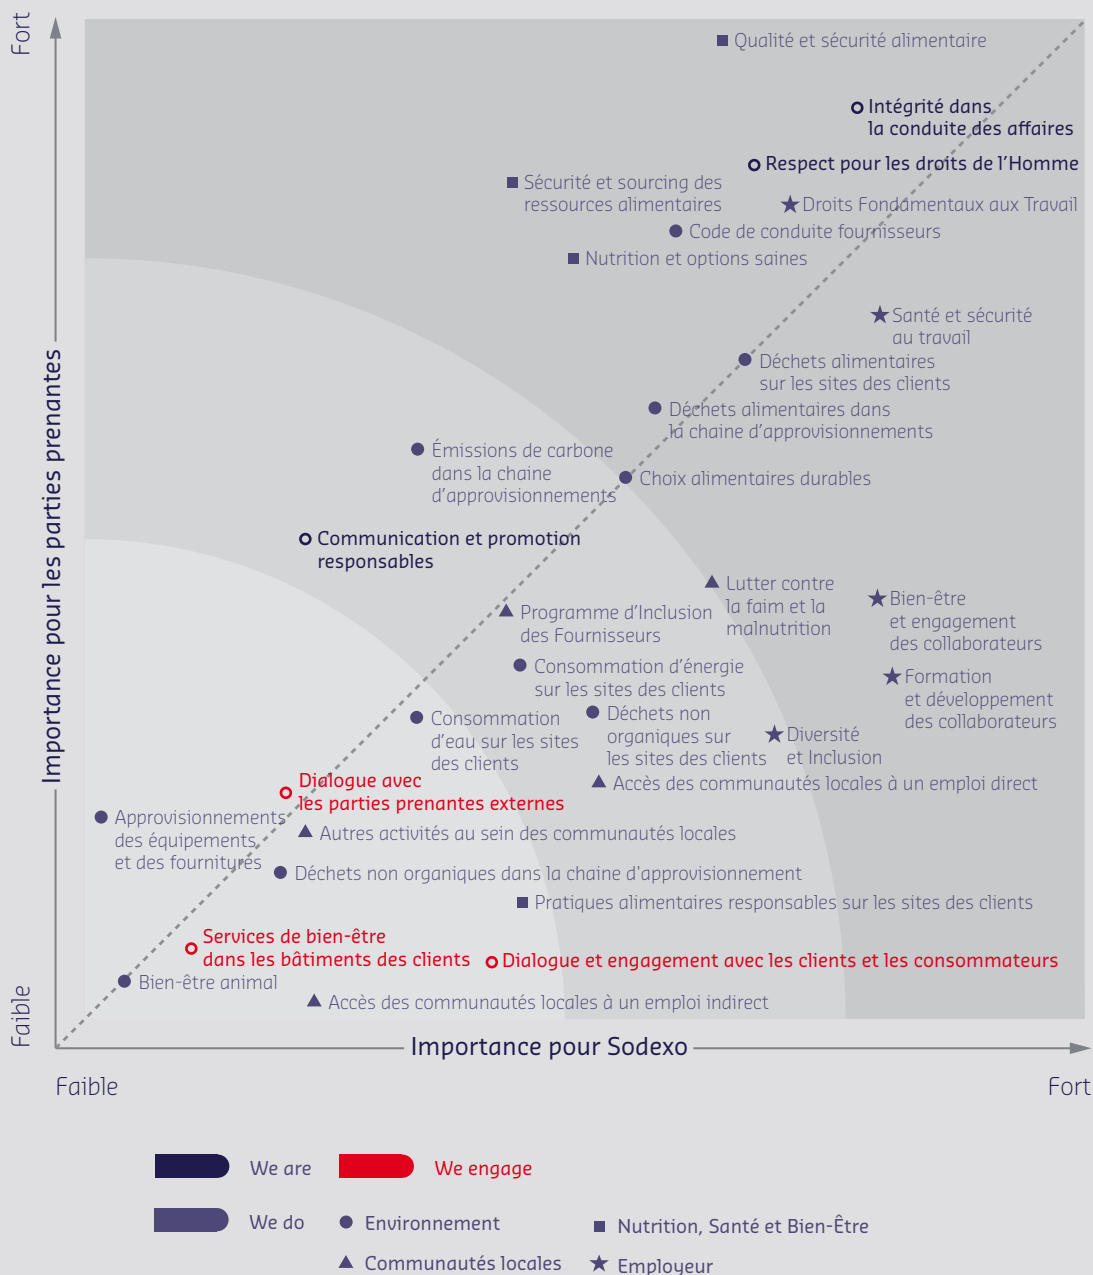 Fort
Qualité et sécurité alimentaire
Intégrité dans
la conduite des affaires
Respect pour les droits de l'Homme
Sécurité et sourcing des
ressources alimentaires
Droits Fondamentaux aux Travail
Code de conduite fournisseurs
Nutrition et options saines
Santé et sécurité
au travail
Déchets alimentaires
sur les sites des clients
Déchets alimentaires dans
la chaine d'approvisionnements
Émissions de carbone
dans la chaine
d'approvisionnements
Choix alimentaires durables
Communication et promotion
responsables
Importance pour les parties prenantes
Lutter contre
la faim et la
malnutrition
Bien-être
et engagement
des collaborateurs
Programme d'Inclusion
des Fournisseurs
Consommation d'énergie
sur les sites des clients
Formation
et développement
des collaborateurs
Consommation
d'eau sur les sites
des clients
Déchets non
organiques sur
les sites des clients
Diversité
et Inclusion
Accès des communautés locales à un emploi direct
Dialogue avec
les parties prenantes externes
Approvisionnements
des équipements
et des fournitures
Autres activités au sein des communautés locales
Déchets non organiques dans la chaine d'approvisionnement
Pratiques alimentaires responsables sur les sites des clients
Services de bien-être
dans les bâtiments des clients
Dialogue et engagement avec les clients et les consommateurs
Bien-être animal
Accès des communautés locales à un emploi indirect
Faible
Importance pour Sodexo
Faible
Fort
We are
We engage
We do
Environnement
Nutrition, Santé et Bien-Être
Communautés locales
Employeur